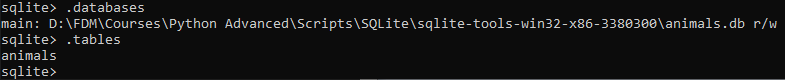 sqlite> .databases
main: D:\FDM\Courses\Python Advanced\Scripts\SQLite\sqlite-tools-win32-x86-3380300\animals.db r/w
sqlite> .tables
animals
sqlite>